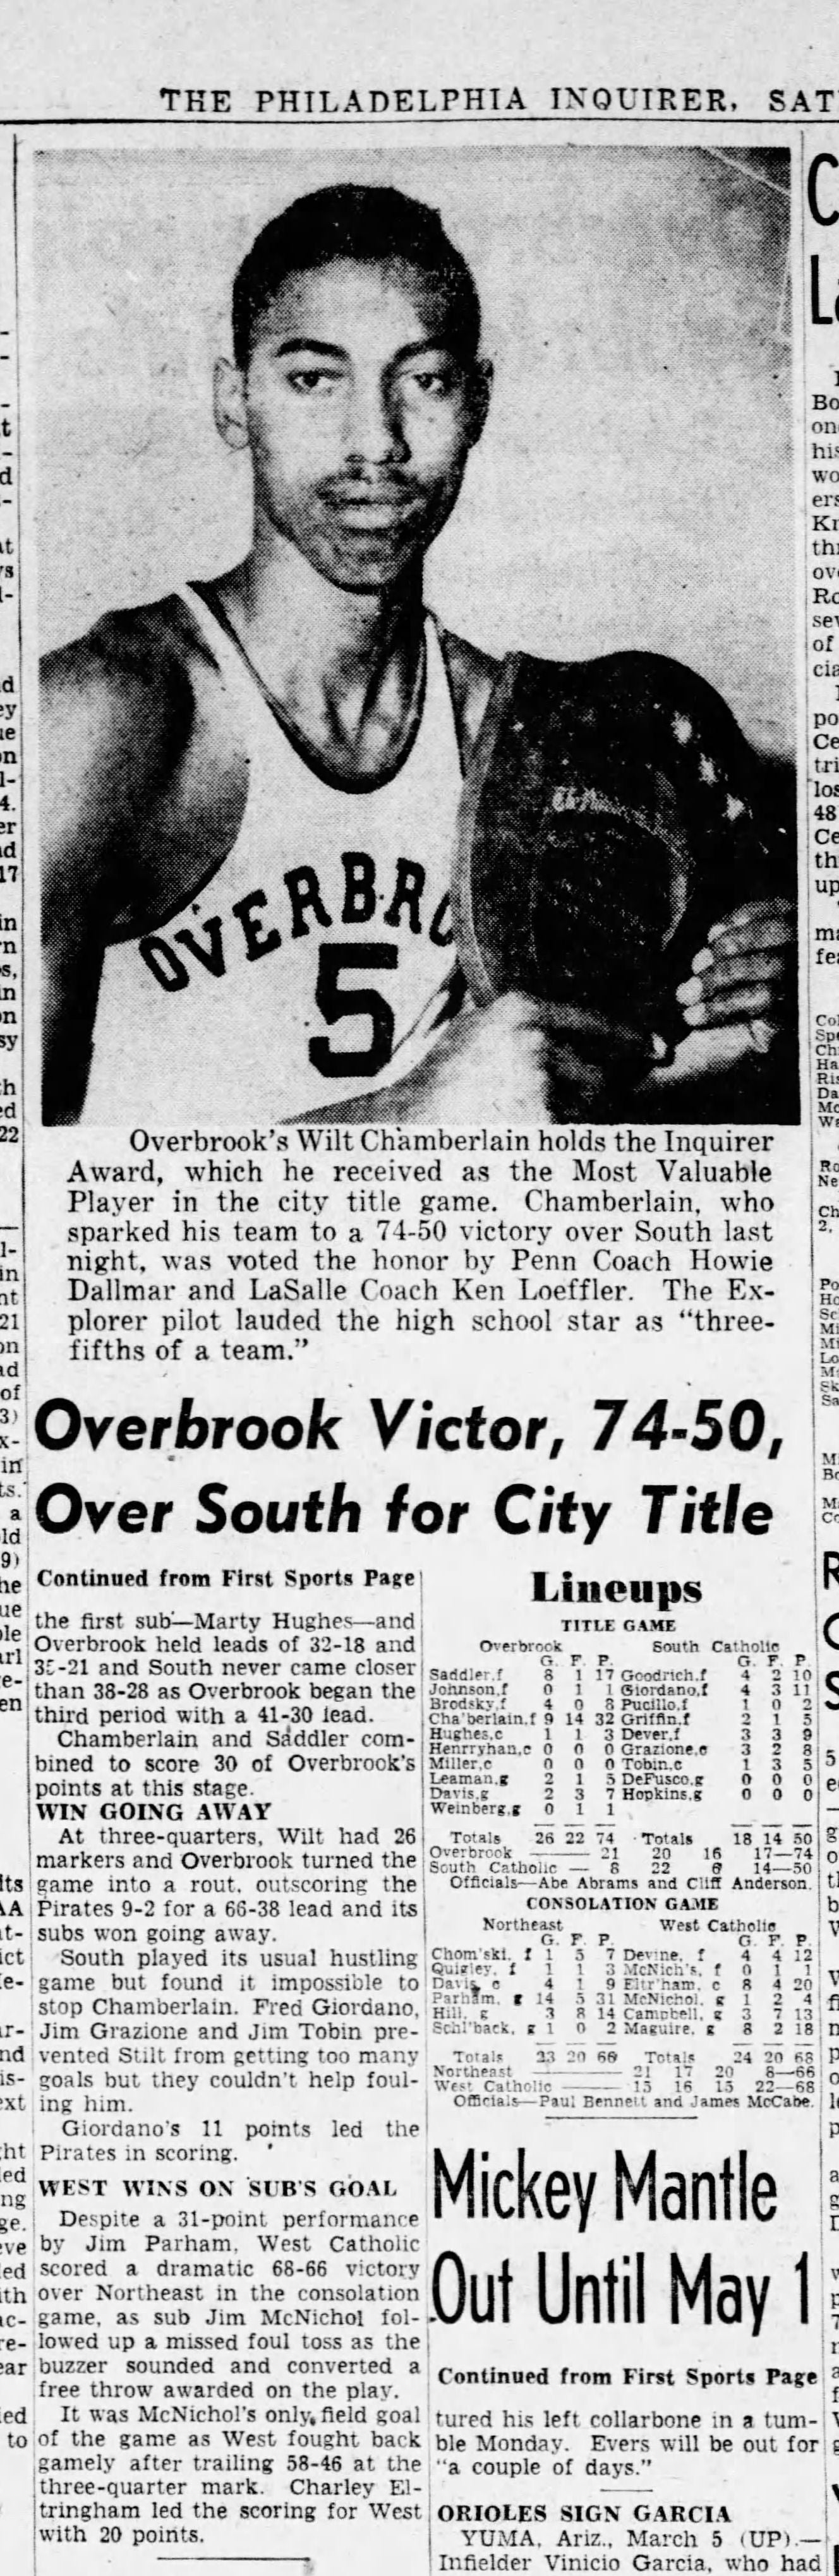 THE PHILADELPHIA INQUIRER, SAT
OVERBRO
5
Overbrook's Wilt Chamberlain holds the Inquirer
Award, which he received as the Most Valuable
Player in the city title game. Chamberlain, who
sparked his team to a 74-50 victory over South last
night, was voted the honor by Penn Coach Howie
Dallmar and LaSalle Coach Ken Loeffler. The Ex-
plorer pilot lauded the high school star as "three-
fifths of a team."
Overbrook Victor, 74-50,
Over South for City Title
Continued from First Sports Page
the first sub—Marty Hughes—and
Overbrook held leads of 32-18 and
-21 and South never came closer
than 38-28 as Overbrook began the
third period with a 41-30 lead.
Chamberlain and Saddler com-
bined to score 30 of Overbrook's
points at this stage.
WIN GOING AWAY
At three-quarters, Wilt had 26
markers and Overbrook turned the
game into a rout, outscoring the
Pirates 9-2 for a 66-38 lead and its
subs won going away.
South played its usual hustling
game but found it impossible to
stop Chamberlain. Fred Giordano,
Jim Grazione and Jim Tobin pre-
vented Stilt from getting too many
goals but they couldn't help foul-
ing him.
Giordano's 11 points led the
Pirates in scoring.
WEST WINS ON SUB'S GOAL
Despite a 31-point performance
by Jim Parham, West Catholic
scored a dramatic 68-66 victory
over Northeast in the consolation
game, as sub Jim McNichol fol-
lowed up a missed foul toss as the
buzzer sounded and converted a
free throw awarded on the play.
It was McNichol's only field goal
of the game as West fought back
gamely after trailing 58-46 at the
three-quarter mark. Charley El-
tringham led the scoring for West
with 20 points.
Lineups
TITLE GAME
Overbrook South Catholic
G. F. P. G. F. P.
Saddler,f 8 1 17 Goodrich,f 4 2 10
Johnson,f 0 1 1 Giordano,f 4 3 11
Brodsky,f 4 0 8 Pucillo,f 1 0 2
Cha'berlain,f 9 14 32 Griffin,f 2 1 5
Hughes,c 1 1 3 Dever,f 3 3 9
Henrryhan,c 0 0 0 Grazione,c 3 2 8
Miller,c 0 0 0 Tobin,c 1 3 5
Leaman,g 2 1 5 DeFusco,g 0 0 0
Davis,g 2 3 7 Hopkins,g 0 0 0
Weinberg,g 0 1 1
Totals 26 22 74 Totals 18 14 50
Overbrook — 21 20 16 17—74
South Catholic — 8 22 6 14—50
Officials—Abe Abrams and Cliff Anderson.
CONSOLATION GAME
Northeast West Catholic
G. F. P. G. F. P.
Chom'ski, f 1 5 7 Devine, f 4 4 12
Quigley, f 1 1 3 McNich's, f 0 1 1
Davis, c 4 1 9 Eltr'ham, c 8 4 20
Parham, g 14 5 31 McNichol, g 1 2 4
Hill, g 3 8 14 Campbell, g 3 7 13
Schl'back, g 1 0 2 Maguire, g 8 2 18
Totals 23 20 66 Totals 24 20 68
Northeast — 21 17 20 8—66
West Catholic — 15 16 15 22—68
Officials—Paul Bennett and James McCabe.
Mickey Mantle
Out Until May 1
Continued from First Sports Page
tured his left collarbone in a tum-
ble Monday. Evers will be out for
"a couple of days."
ORIOLES SIGN GARCIA
YUMA, Ariz., March 5 (UP).—
Infielder Vinicio Garcia, who had